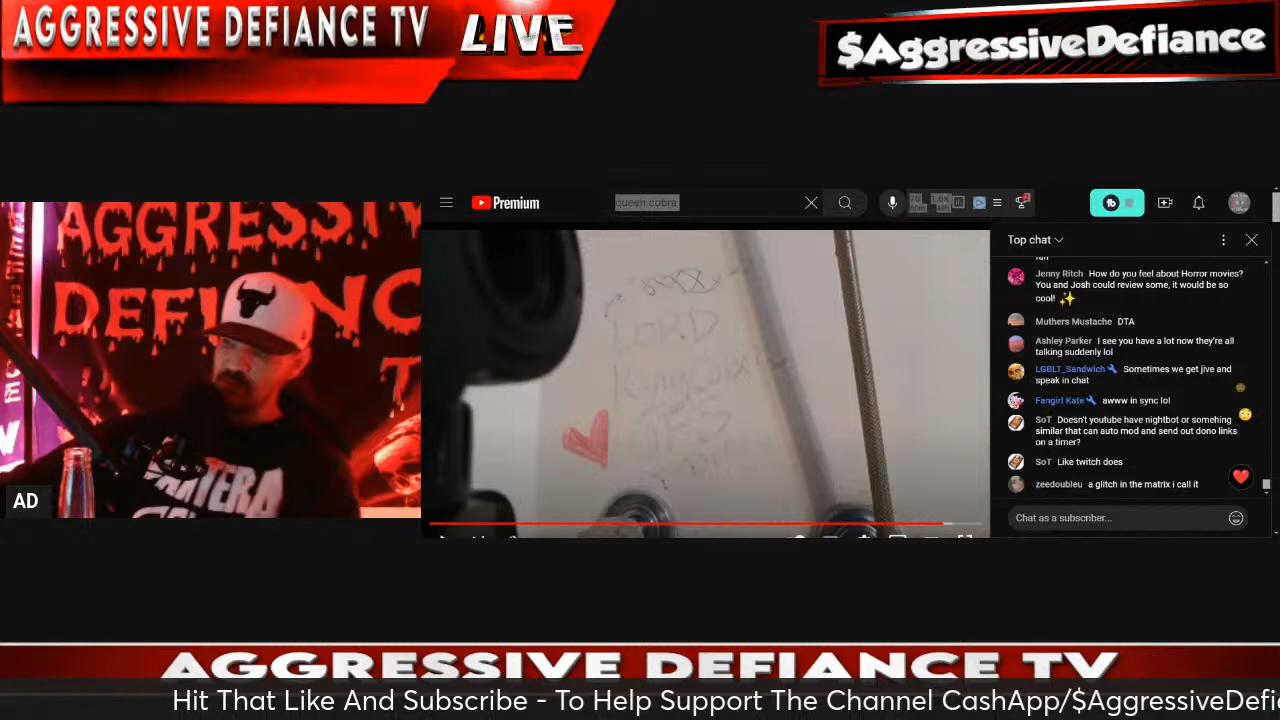 AGGRESSIVE DEFIANCE TV
LIVE
$AggressiveDefiance
AGGRESSIV
DEFI NC
T
AD
PANTERA
Premium
queen cobra
LORD
Top chat
Jenny Ritch How do you feel about Horror movies?
You and Josh could review some, it would be so
cool! ✨
Muthers Mustache DTA
Ashley Parker I see you have a lot now they're all
talking suddenly lol
LGBLT_Sandwich Sometimes we get jive and
speak in chat
Fangirl Kate awww in sync lol
SoT Doesn't youtube have nightbot or somehing
similar that can auto mod and send out dono links
on a timer?
SoT Like twitch does
zeedoubleu a glitch in the matrix i call it
Chat as a subscriber...
AGGRESSIVE DEFIANCE TV
Hit That Like And Subscribe - To Help Support The Channel CashApp/$AggressiveDefi